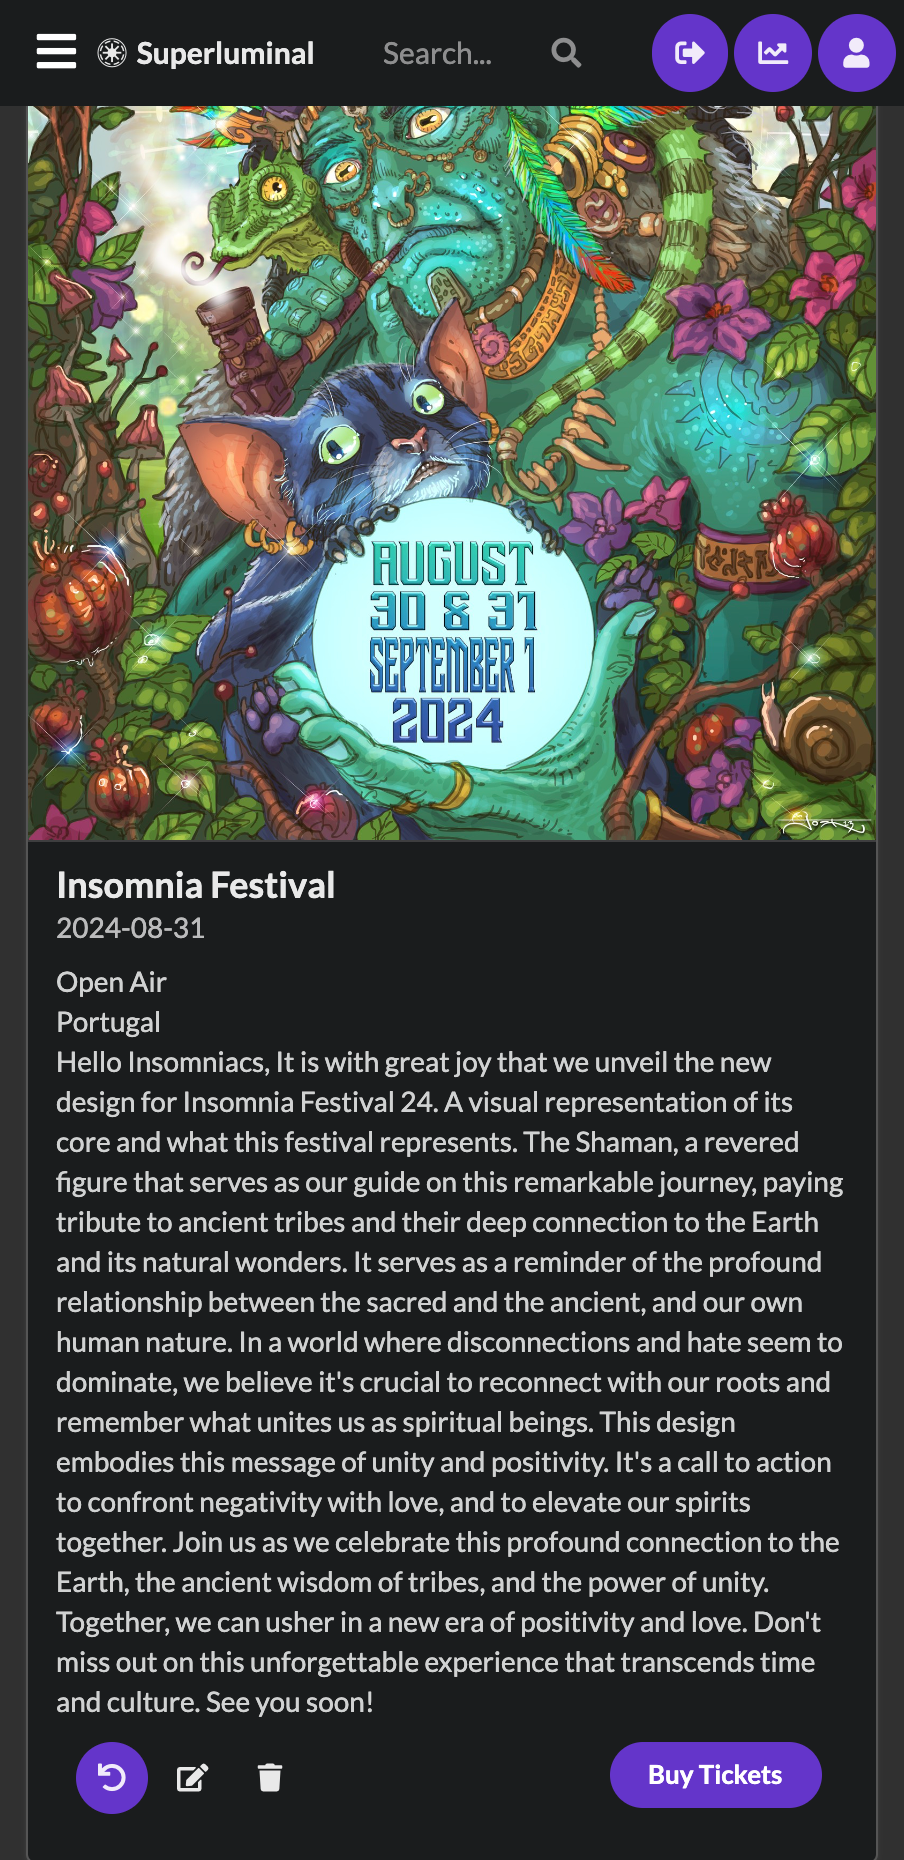 Superluminal
Search...
AUGUST
30 & 31
SEPTEMBER 1
2024
Insomnia Festival
2024-08-31
Open Air
Portugal
Hello Insomniacs, It is with great joy that we unveil the new
design for Insomnia Festival 24. A visual representation of its
core and what this festival represents. The Shaman, a revered
figure that serves as our guide on this remarkable journey, paying
tribute to ancient tribes and their deep connection to the Earth
and its natural wonders. It serves as a reminder of the profound
relationship between the sacred and the ancient, and our own
human nature. In a world where disconnections and hate seem to
dominate, we believe it's crucial to reconnect with our roots and
remember what unites us as spiritual beings. This design
embodies this message of unity and positivity. It's a call to action
to confront negativity with love, and to elevate our spirits
together. Join us as we celebrate this profound connection to the
Earth, the ancient wisdom of tribes, and the power of unity.
Together, we can usher in a new era of positivity and love. Don't
miss out on this unforgettable experience that transcends time
and culture. See you soon!
Buy Tickets